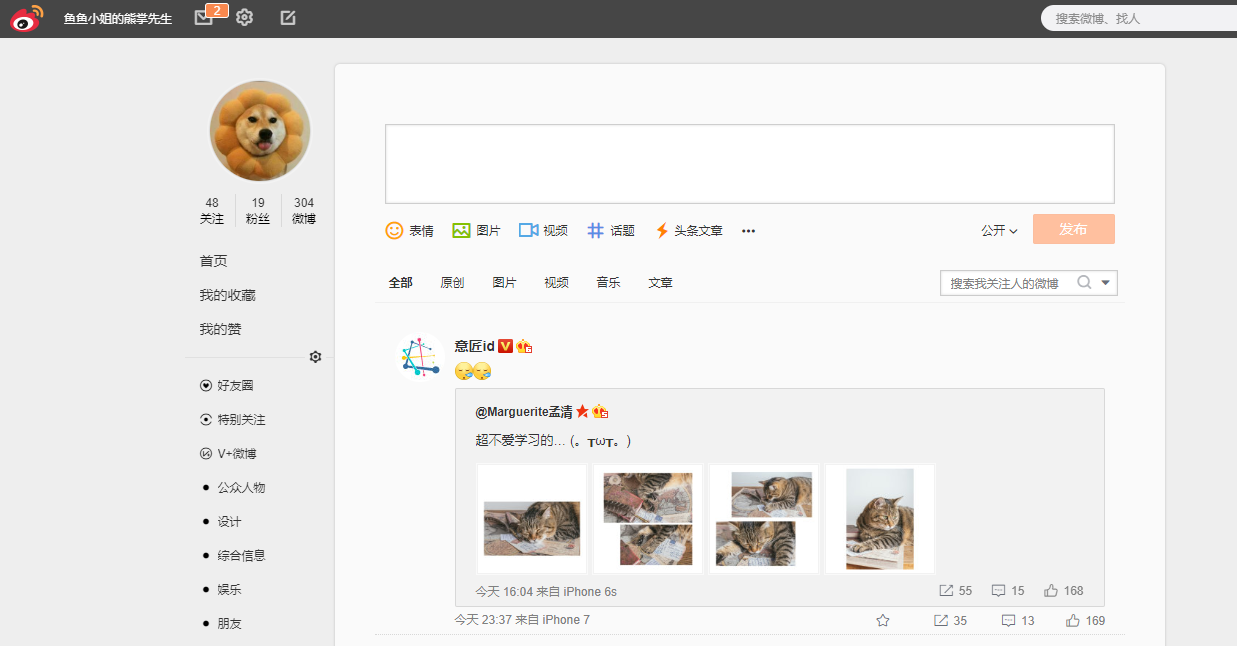 鱼鱼小姐的熊掌先生 2 搜索微博、找人
48 19 304
关注 粉丝 微博
首页
我的收藏
我的赞
好友圈
特别关注
V+微博
公众人物
设计
综合信息
娱乐
朋友
表情 图片 视频 话题 头条文章 ••• 公开 发布
全部 原创 图片 视频 音乐 文章 搜索我关注人的微博
意匠id V
@Marguerite孟清
超不爱学习的... (。тωт。)
今天 16:04 来自 iPhone 6s 55 15 168
今天 23:37 来自 iPhone 7 35 13 169